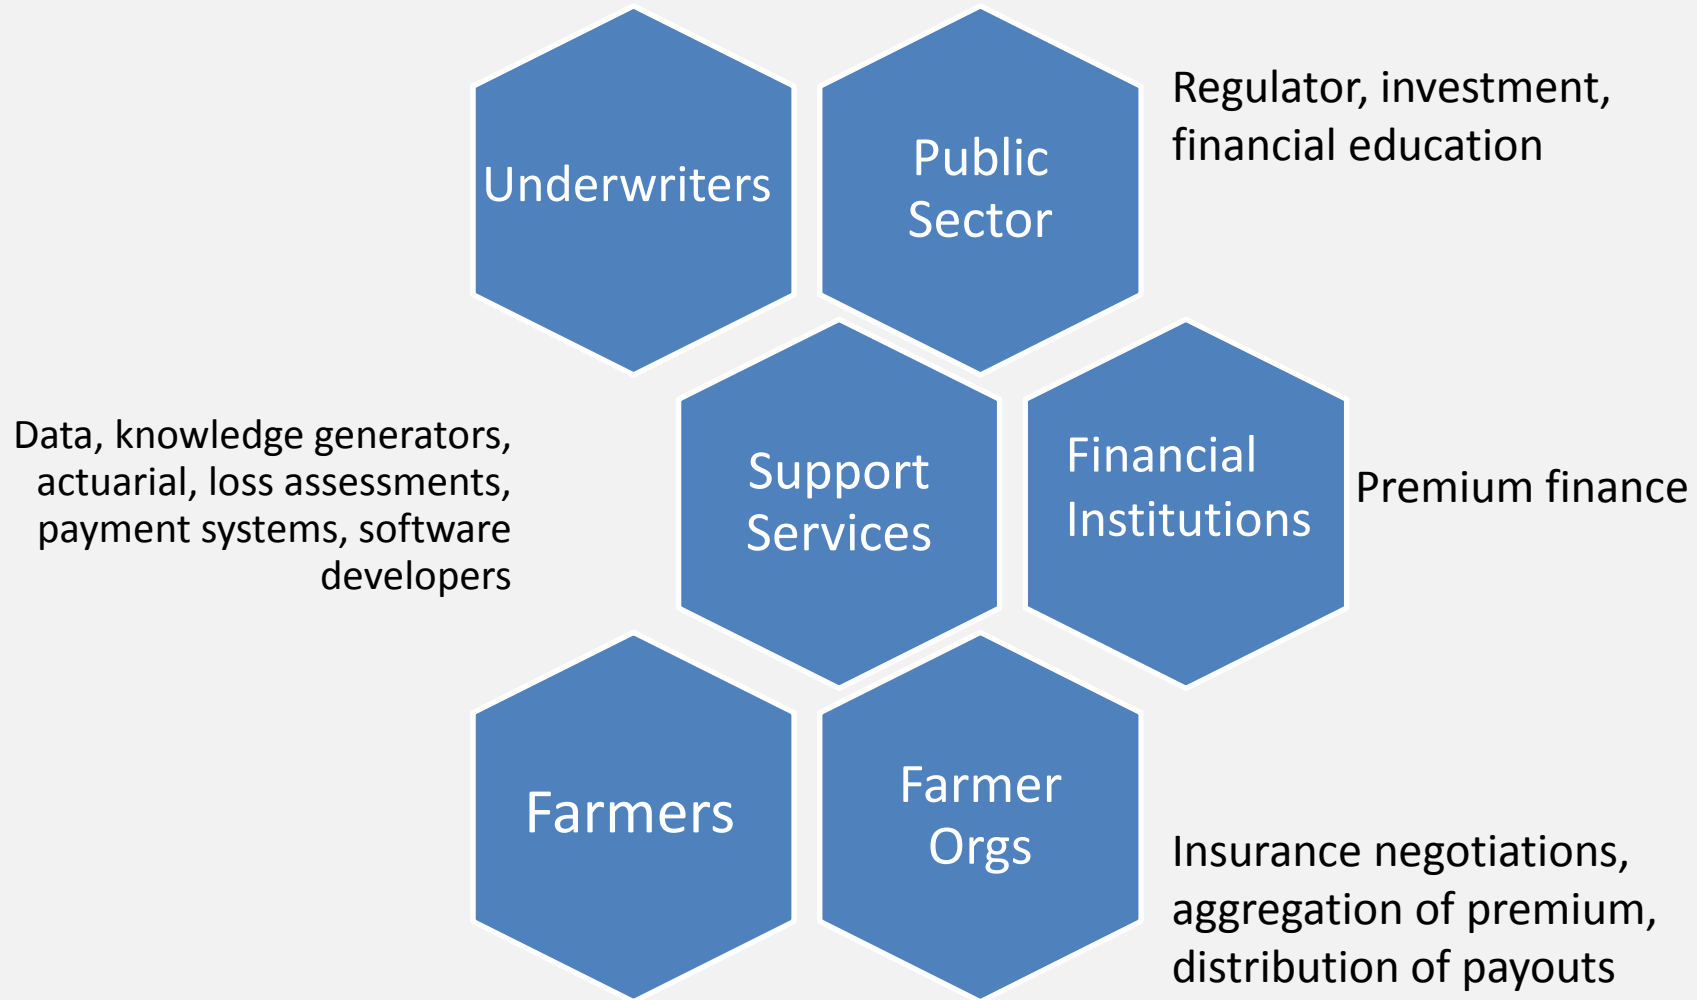 Underwriters
Public
Sector
Regulator, investment,
financial education
Data, knowledge generators,
actuarial, loss assessments,
payment systems, software
developers
Support
Services
Financial
Institutions
Premium finance
Farmers
Farmer
Orgs
Insurance negotiations,
aggregation of premium,
distribution of payouts